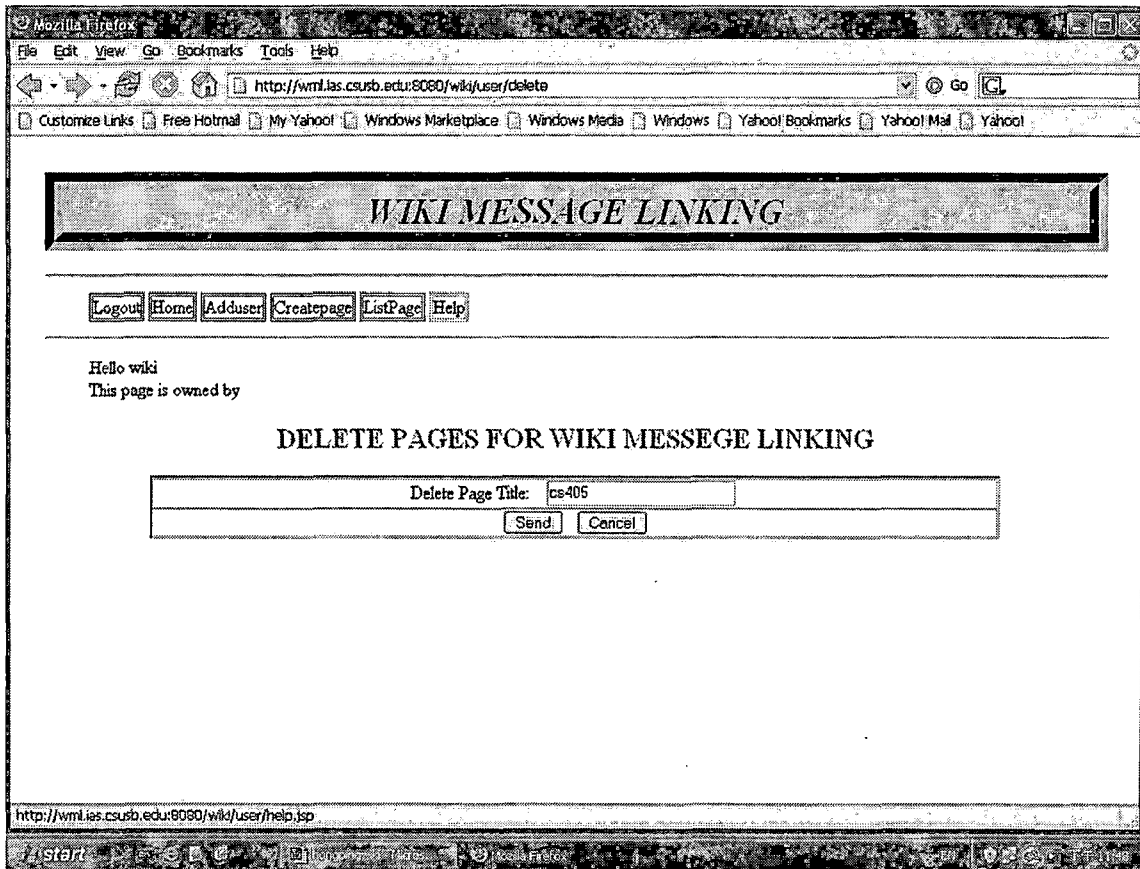 Mozilla Firefox
File Edit View Go Bookmarks Tools Help
http://wml.ias.csusb.edu:8080/wiki/user/delete Go G
Customize Links Free Hotmail My Yahoo! Windows Marketplace Windows Media Windows Yahoo! Bookmarks Yahoo! Mail Yahoo!
WIKI MESSAGE LINKING
Logout Home Adduser Createpage ListPage Help
Hello wiki
This page is owned by
DELETE PAGES FOR WIKI MESSEGE LINKING
Delete Page Title: cs405
Send Cancel
http://wml.ias.csusb.edu:8080/wiki/user/help.jsp
start Mozilla Firefox